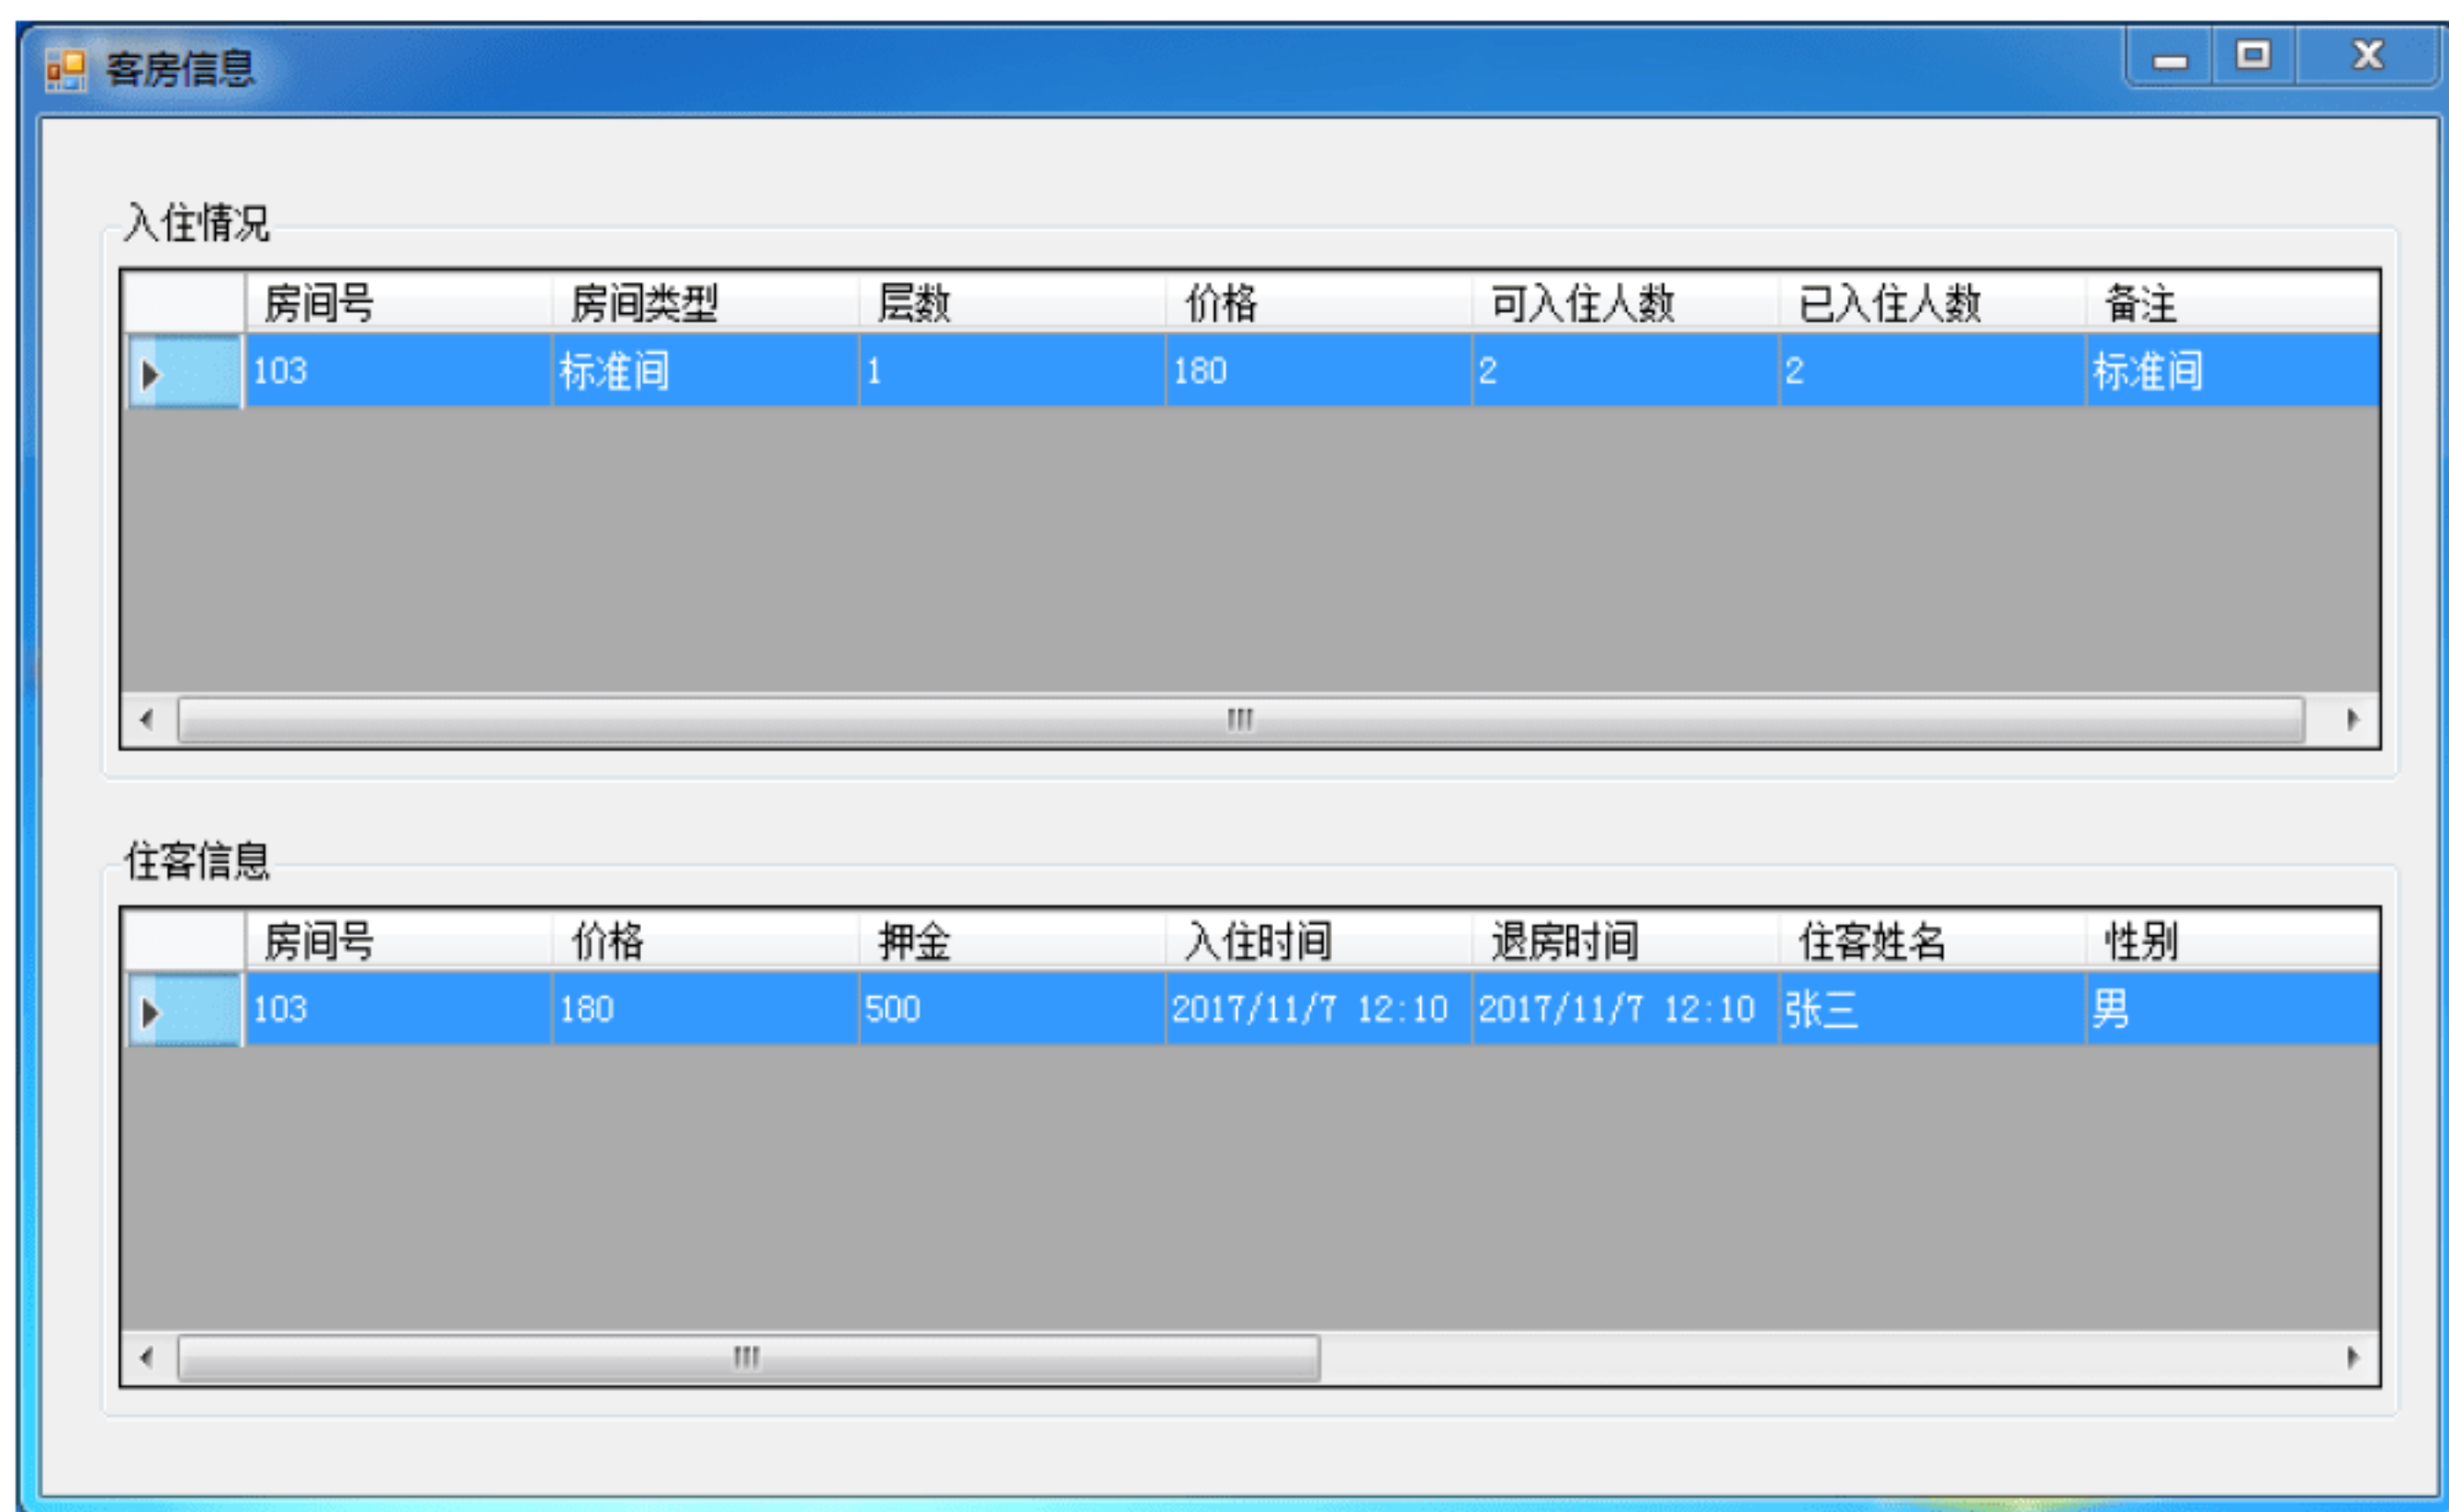 客房信息
入住情况
房间号 房间类型 层数 价格 可入住人数 已入住人数 备注
103 标准间 1 180 2 2 标准间
住客信息
房间号 价格 押金 入住时间 退房时间 住客姓名 性别
103 180 500 2017/11/7 12:10 2017/11/7 12:10 张三 男